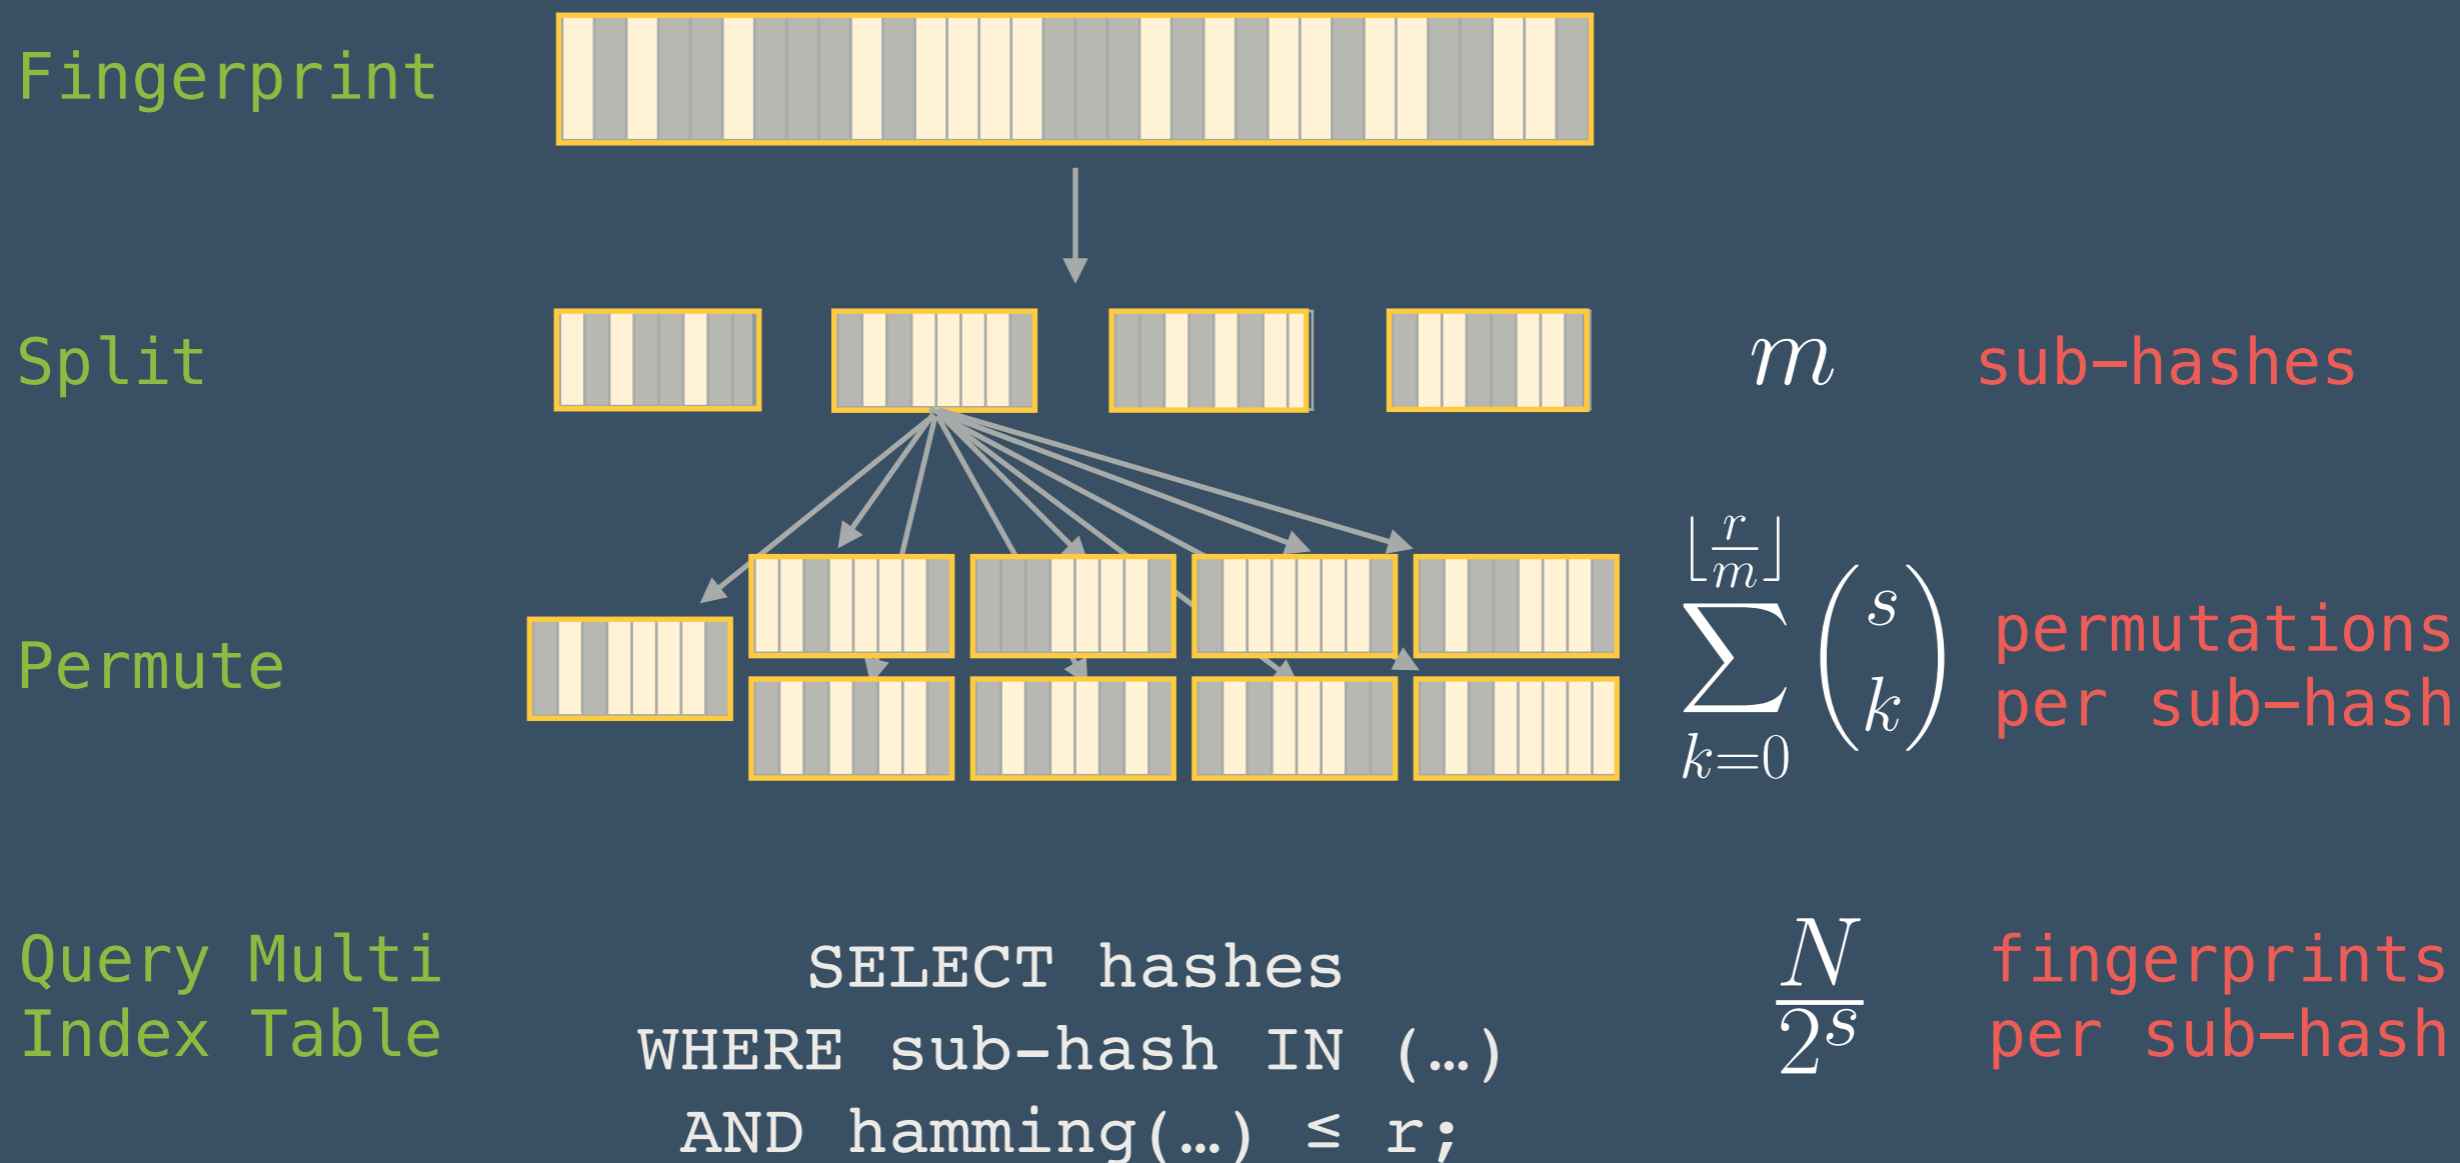 Fingerprint
Split
m
sub-hashes
Permute
⌊r/m⌋
∑
k=0
(s k)
permutations
per sub-hash
Query Multi
Index Table
SELECT hashes
WHERE sub-hash IN (…)
AND hamming(…) ≤ r;
N
2^s
fingerprints
per sub-hash